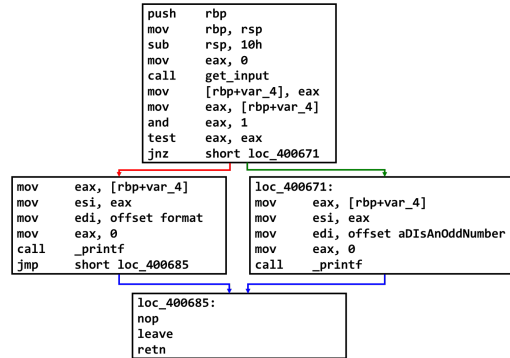 push rbp
mov rbp, rsp
sub rsp, 10h
mov eax, 0
call get_input
mov [rbp+var_4], eax
mov eax, [rbp+var_4]
and eax, 1
test eax, eax
jnz short loc_400671
mov eax, [rbp+var_4]
mov esi, eax
mov edi, offset format
mov eax, 0
call _printf
jmp short loc_400685
loc_400671:
mov eax, [rbp+var_4]
mov esi, eax
mov edi, offset aDIsAnOddNumber
mov eax, 0
call _printf
loc_400685:
nop
leave
retn